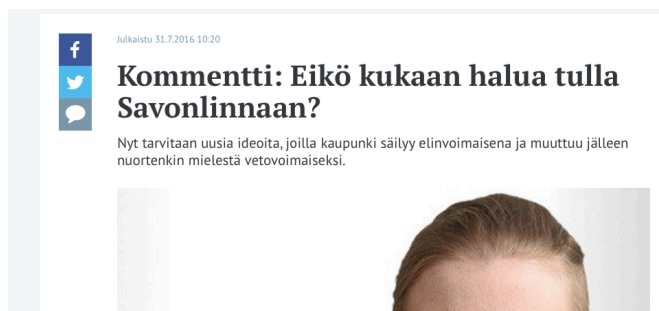 Julkaistu 31.7.2016 10:20
Kommentti: Eikö kukaan halua tulla
Savonlinnaan?
Nyt tarvitaan uusia ideoita, joilla kaupunki säilyy elinvoimaisena ja muuttuu jälleen
nuortenkin mielestä vetovoimaiseksi.